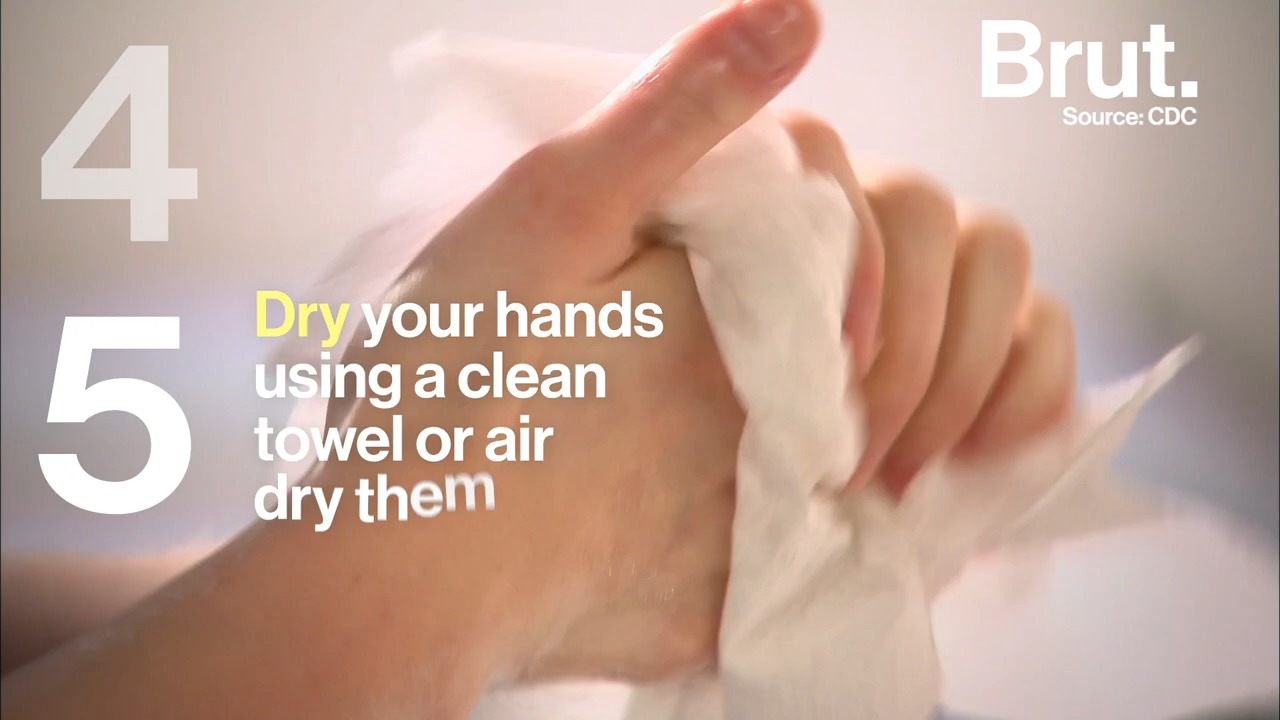 4
Brut.
Source: CDC
5
Dry your hands
using a clean
towel or air
dry them